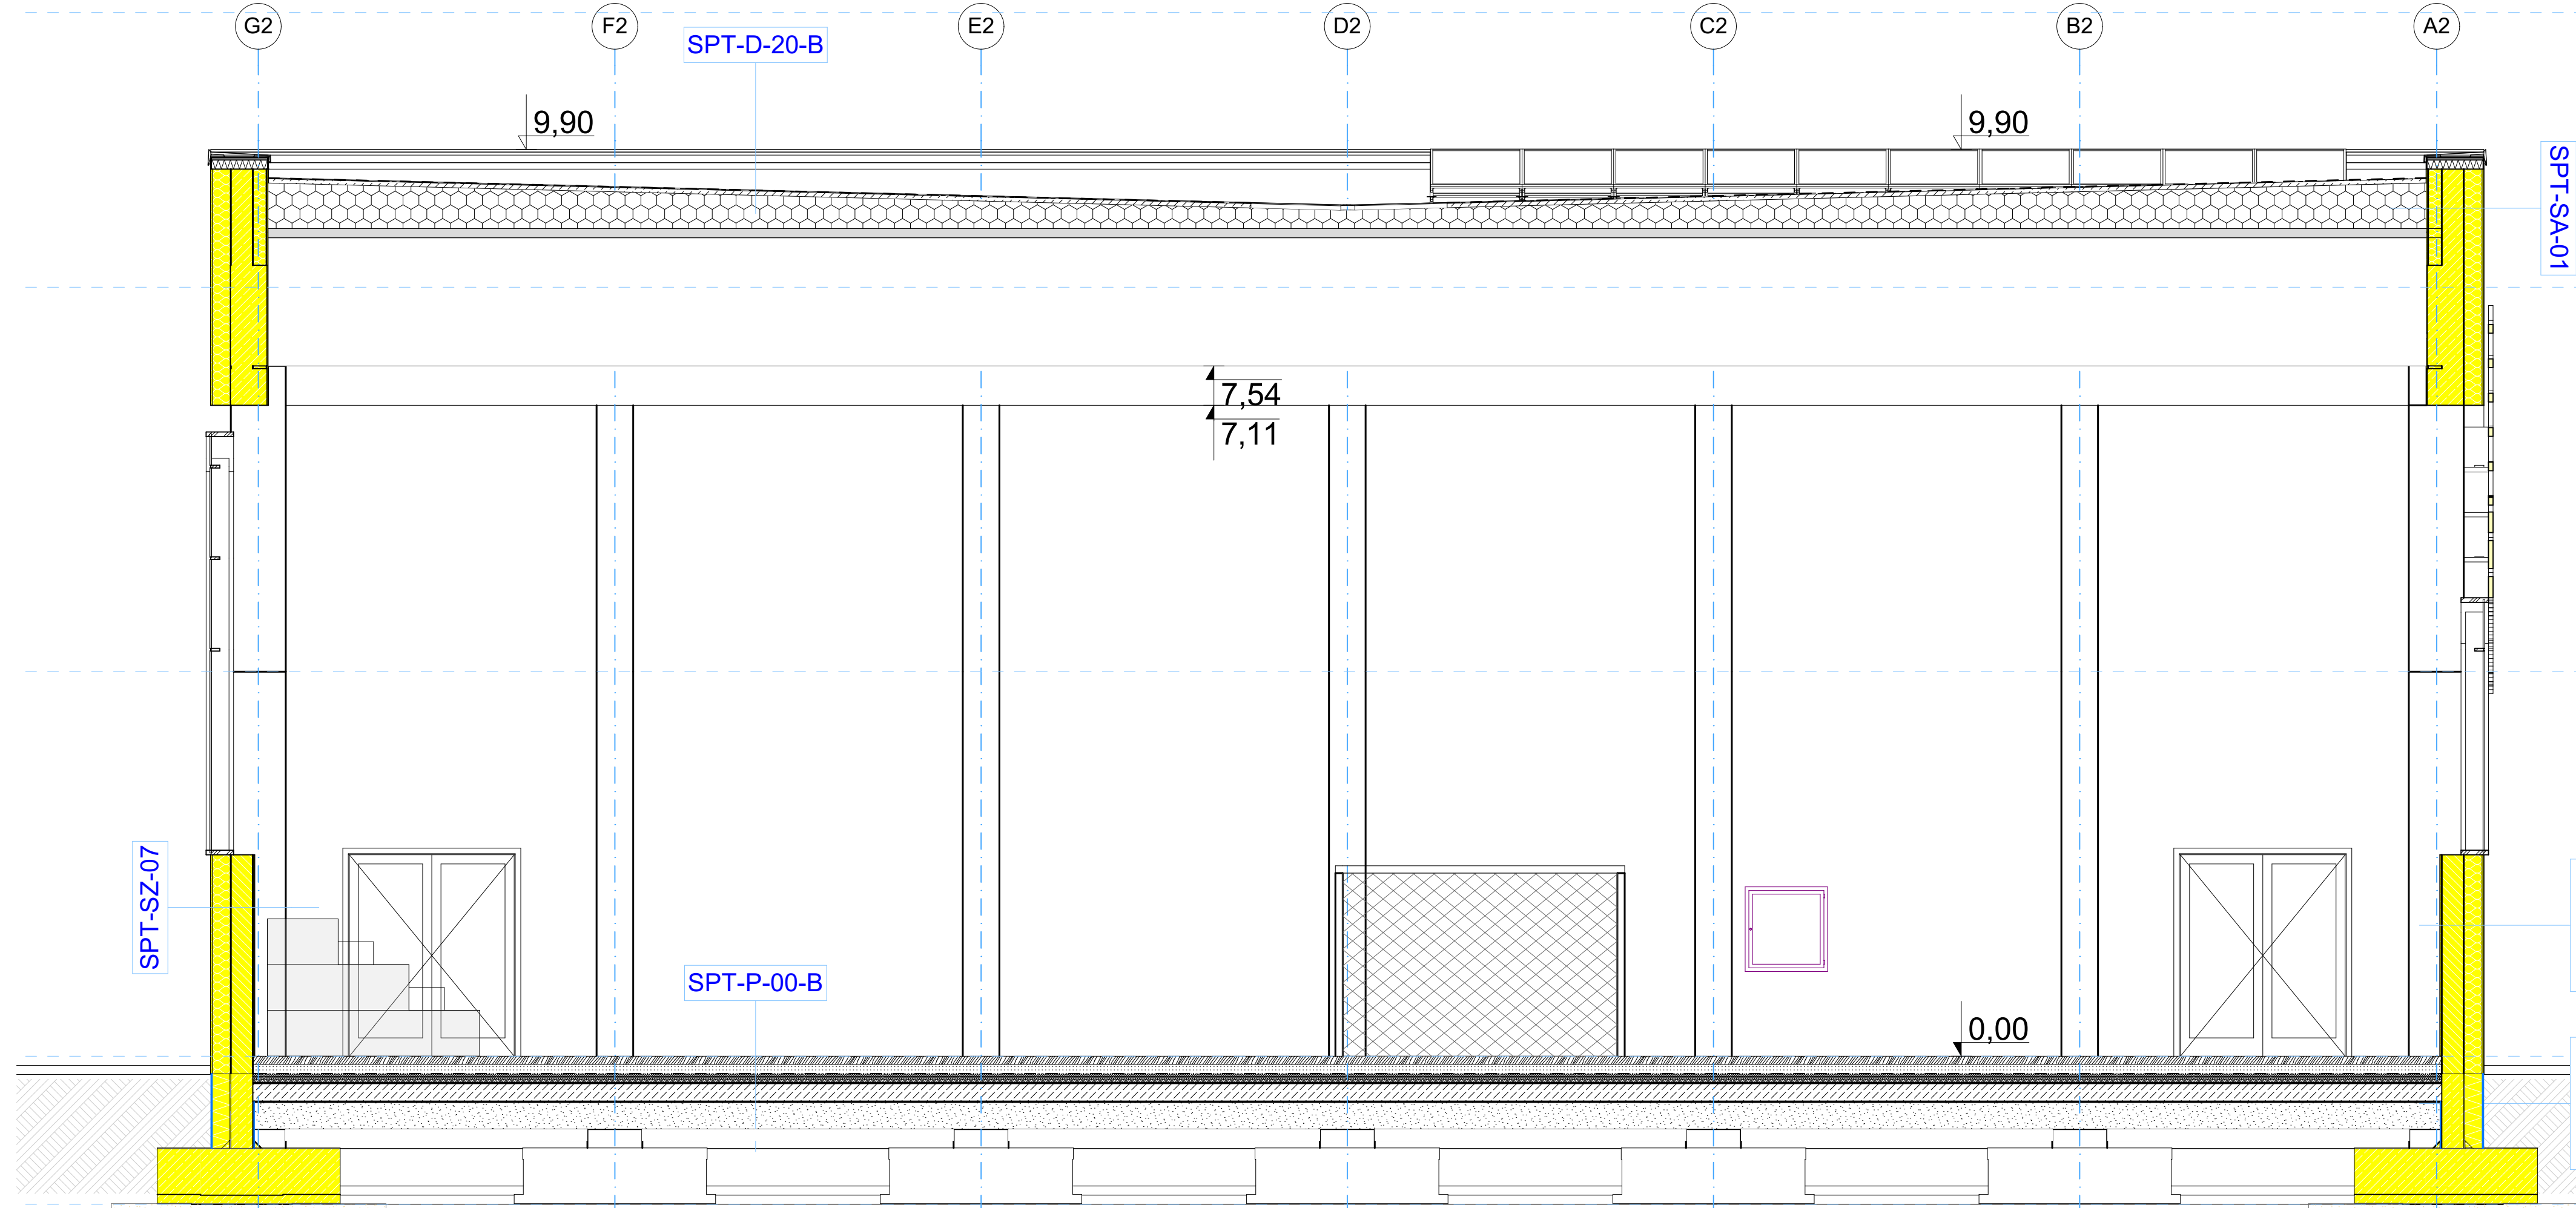 G2
F2
E2
D2
C2
B2
A2
SPT-D-20-B
9,90
9,90
SPT-SA-01
7,54
7,11
SPT-SZ-07
SPT-P-00-B
0,00